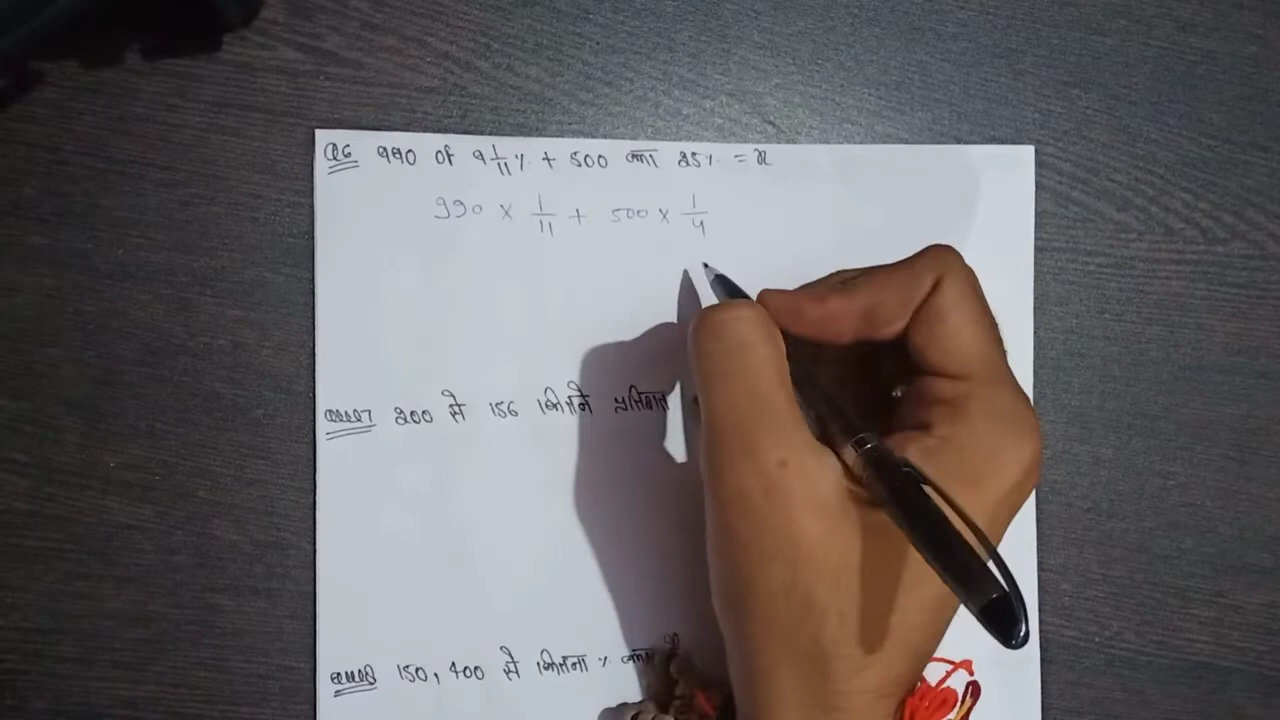 Q6 990 of 9 1/11 % + 500 का 25% = x
990 × 1/11 + 500 × 1/4
200 से 156 कितने प्रतिशत
150, 400 से कितना % कम